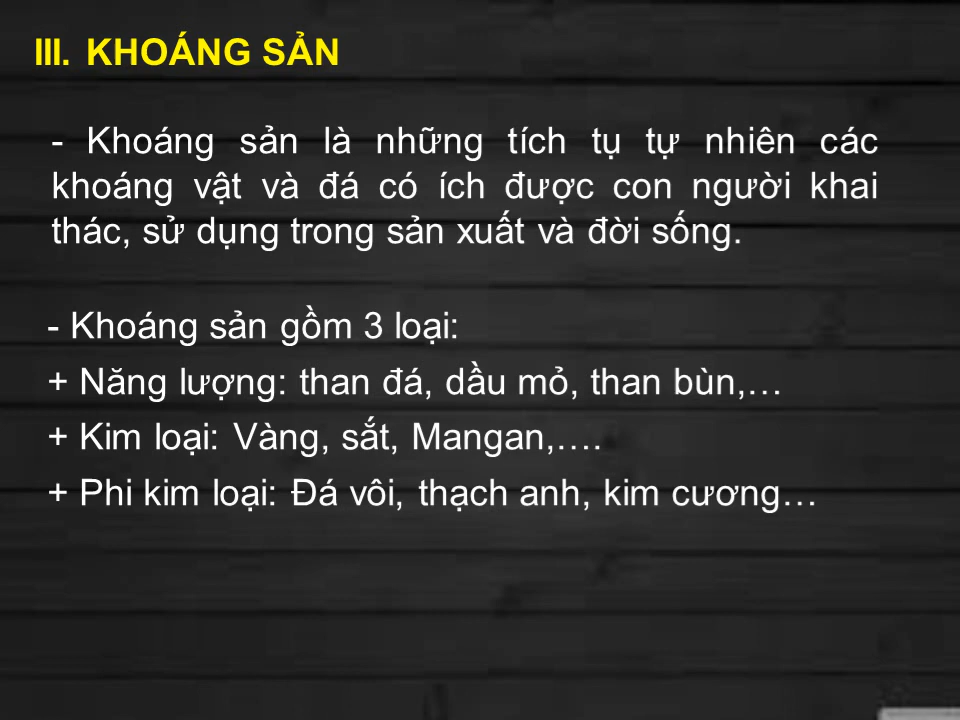 III. KHOÁNG SẢN
- Khoáng sản là những tích tụ tự nhiên các
khoáng vật và đá có ích được con người khai
thác, sử dụng trong sản xuất và đời sống.
- Khoáng sản gồm 3 loại:
+ Năng lượng: than đá, dầu mỏ, than bùn,…
+ Kim loại: Vàng, sắt, Mangan,….
+ Phi kim loại: Đá vôi, thạch anh, kim cương…